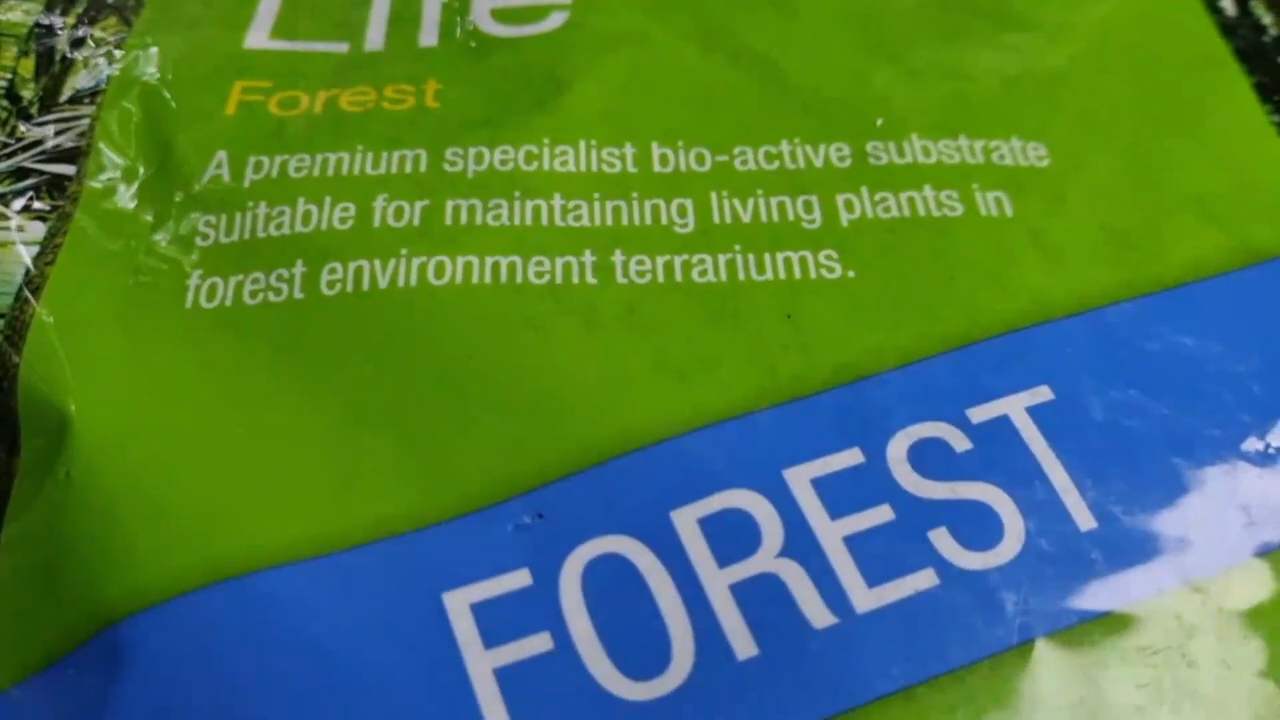 Life
Forest
A premium specialist bio-active substrate
suitable for maintaining living plants in
forest environment terrariums.
FOREST